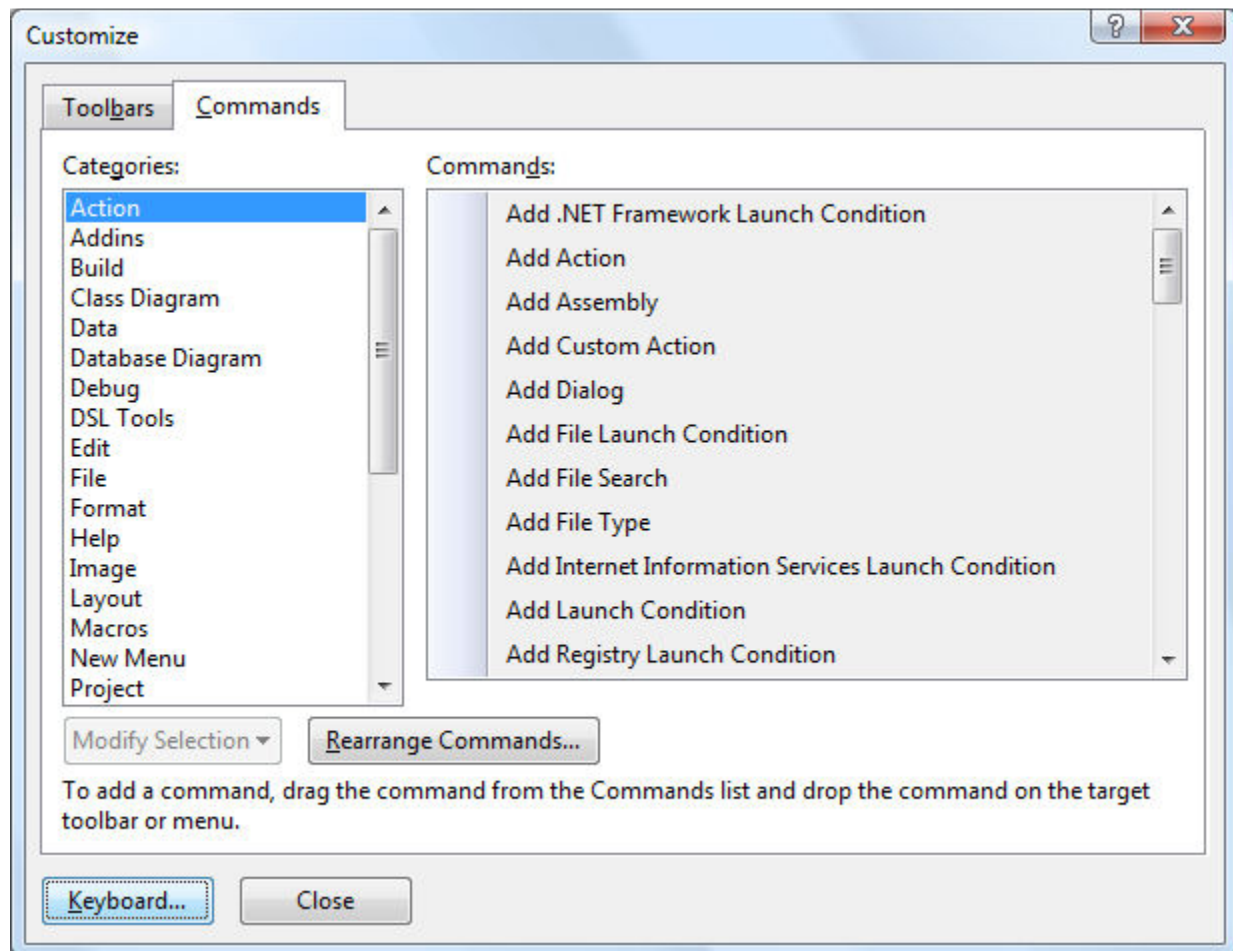 Customize
Toolbars
Commands
Categories:
Action
Addins
Build
Class Diagram
Data
Database Diagram
Debug
DSL Tools
Edit
File
Format
Help
Image
Layout
Macros
New Menu
Project
Commands:
Add .NET Framework Launch Condition
Add Action
Add Assembly
Add Custom Action
Add Dialog
Add File Launch Condition
Add File Search
Add File Type
Add Internet Information Services Launch Condition
Add Launch Condition
Add Registry Launch Condition
Modify Selection
Rearrange Commands...
To add a command, drag the command from the Commands list and drop the command on the target
toolbar or menu.
Keyboard...
Close